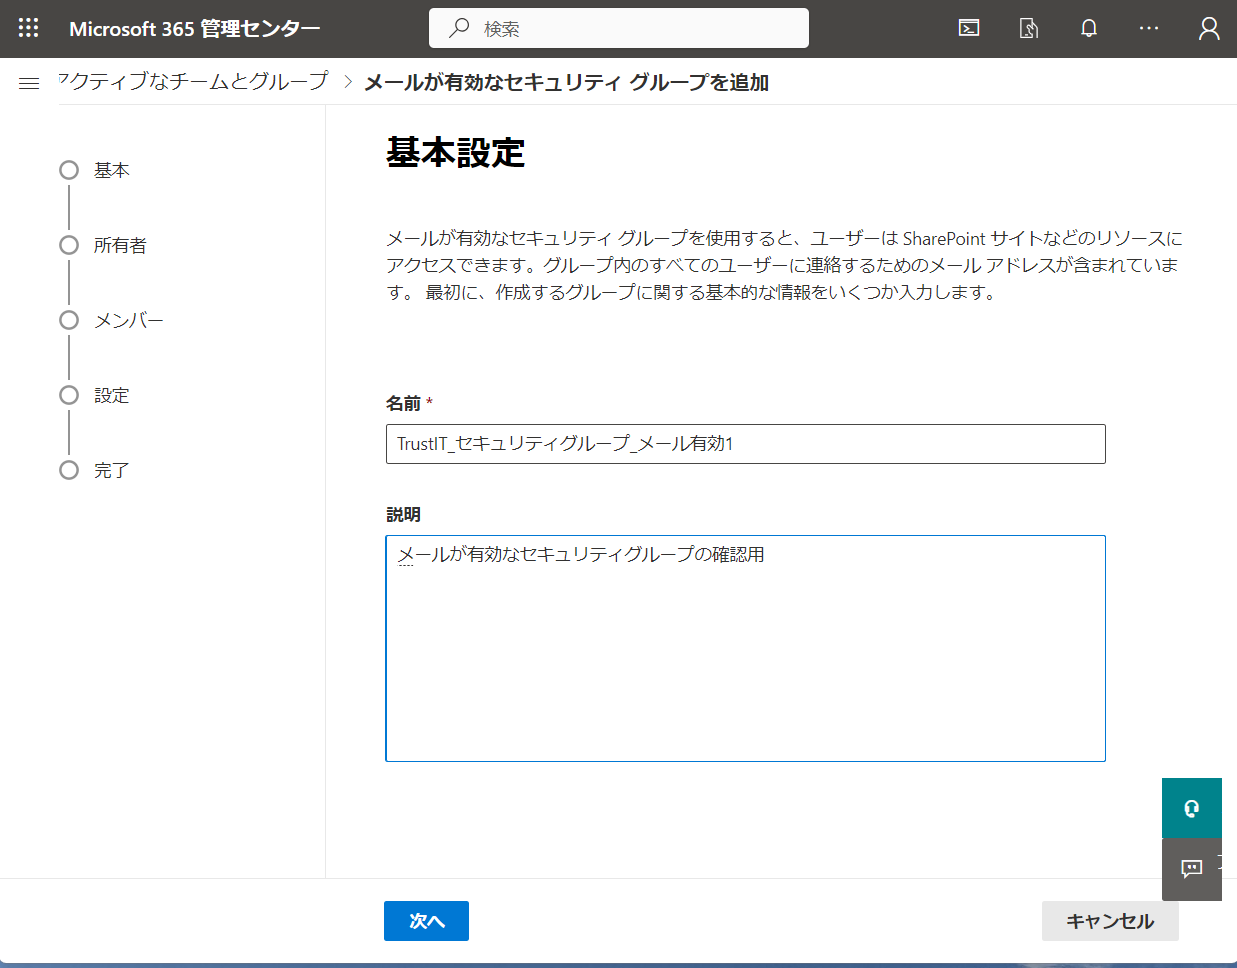 Microsoft 365 管理センター
検索
アクティブなチームとグループ > メールが有効なセキュリティ グループを追加
基本
所有者
メンバー
設定
完了
基本設定
メールが有効なセキュリティ グループを使用すると、ユーザーは SharePoint サイトなどのリソースに
アクセスできます。グループ内のすべてのユーザーに連絡するためのメール アドレスが含まれていま
す。 最初に、作成するグループに関する基本的な情報をいくつか入力します。
名前 *
TrustIT_セキュリティグループ_メール有効1
説明
メールが有効なセキュリティグループの確認用
次へ
キャンセル